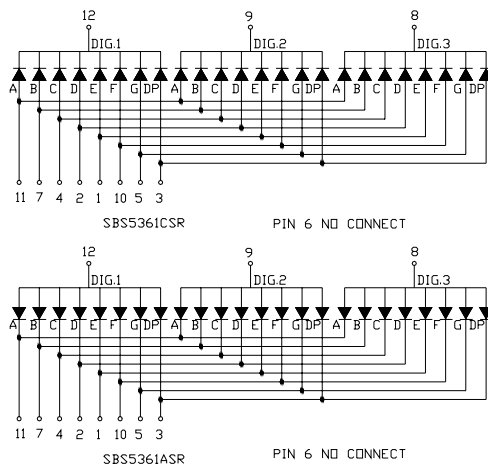 12 9 8
DIG.1 DIG.2 DIG.3
A B C D E F G DP A B C D E F G DP A B C D E F G DP
11 7 4 2 1 10 5 3
SBS5361CSR PIN 6 NO CONNECT
12 9 8
DIG.1 DIG.2 DIG.3
A B C D E F G DP A B C D E F G DP A B C D E F G DP
11 7 4 2 1 10 5 3
SBS5361ASR PIN 6 NO CONNECT